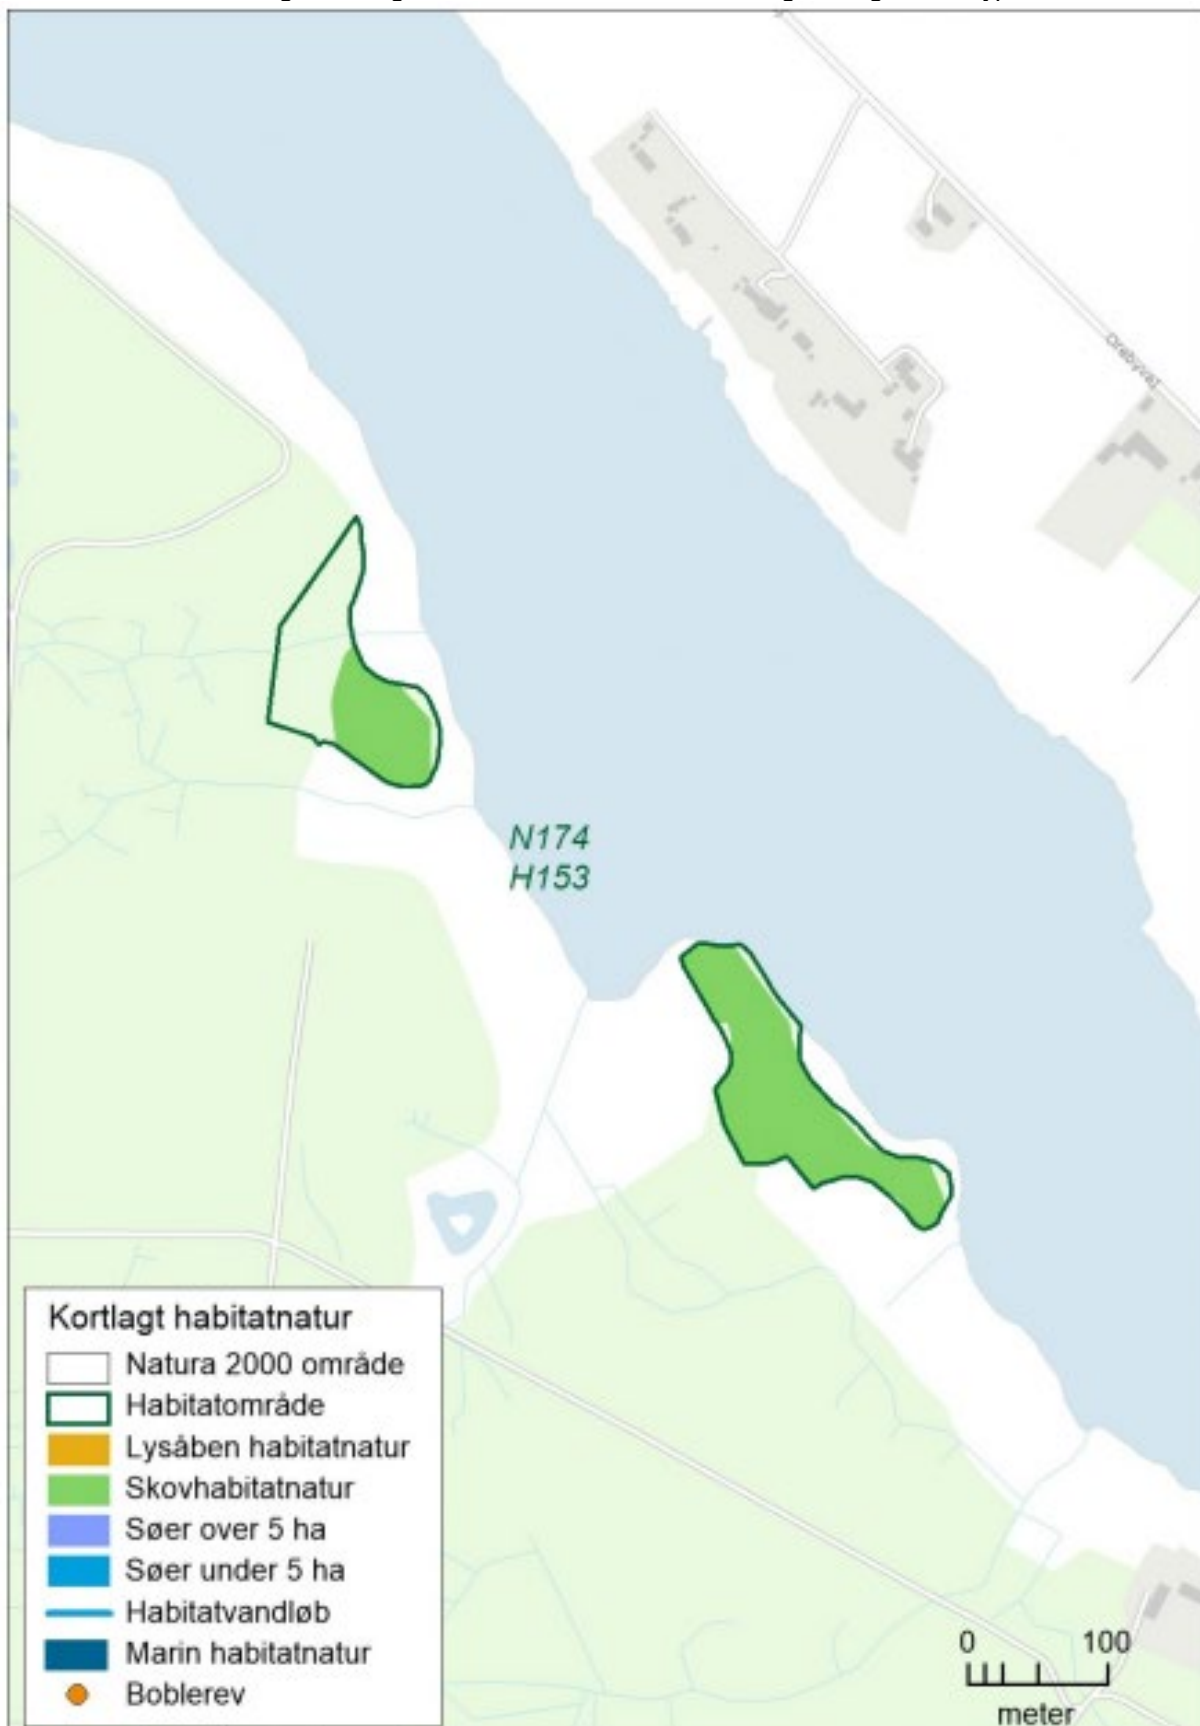 Drebyvej
N174
H153
Kortlagt habitatnatur
Natura 2000 område
Habitatområde
Lysåben habitatnatur
Skovhabitatnatur
Søer over 5 ha
Søer under 5 ha
Habitatvandløb
Marin habitatnatur
Boblerev
0 100
meter